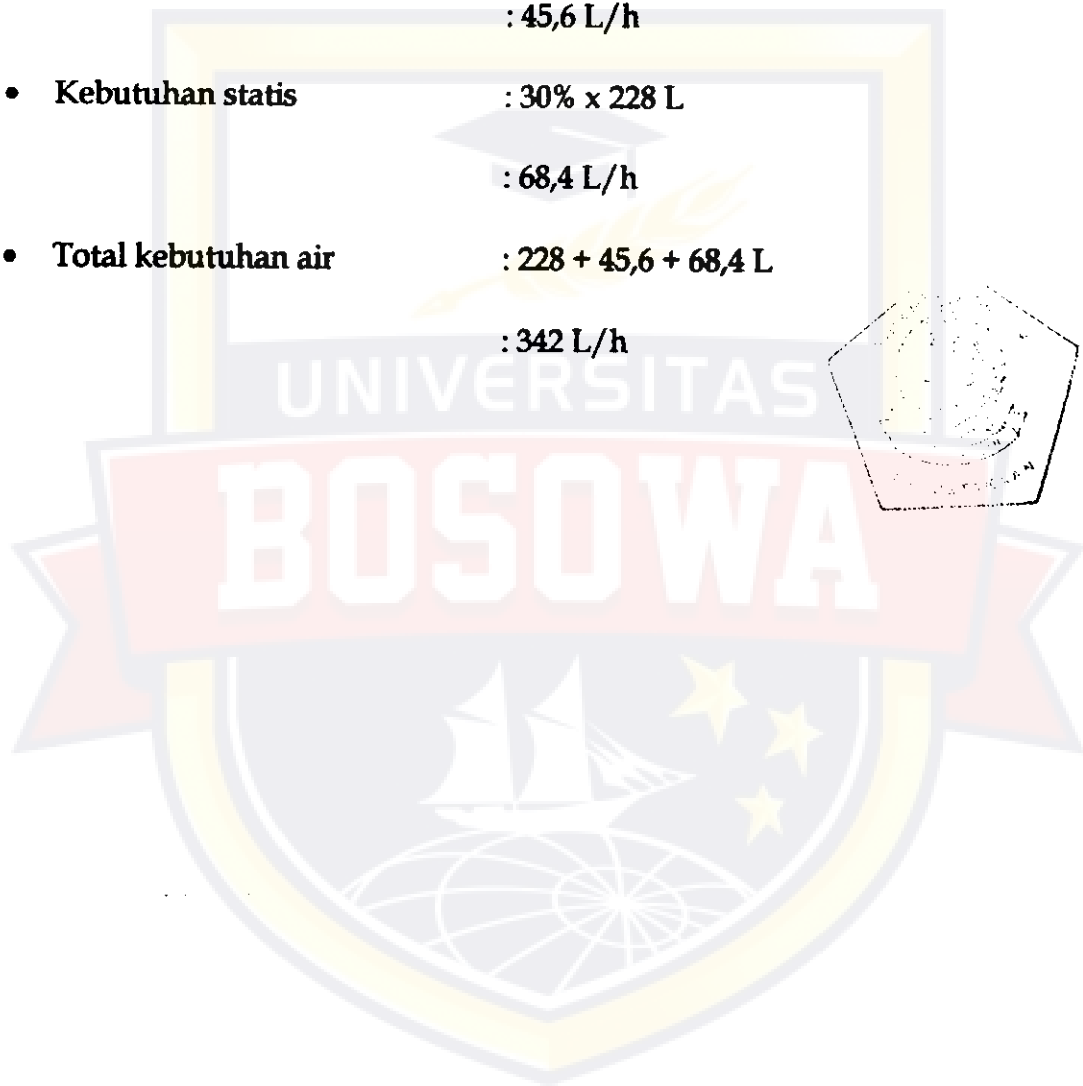 : 45,6 L/h
• Kebutuhan statis : 30% x 228 L
: 68,4 L/h
• Total kebutuhan air : 228 + 45,6 + 68,4 L
: 342 L/h
UNIVERSITAS
BOSOWA